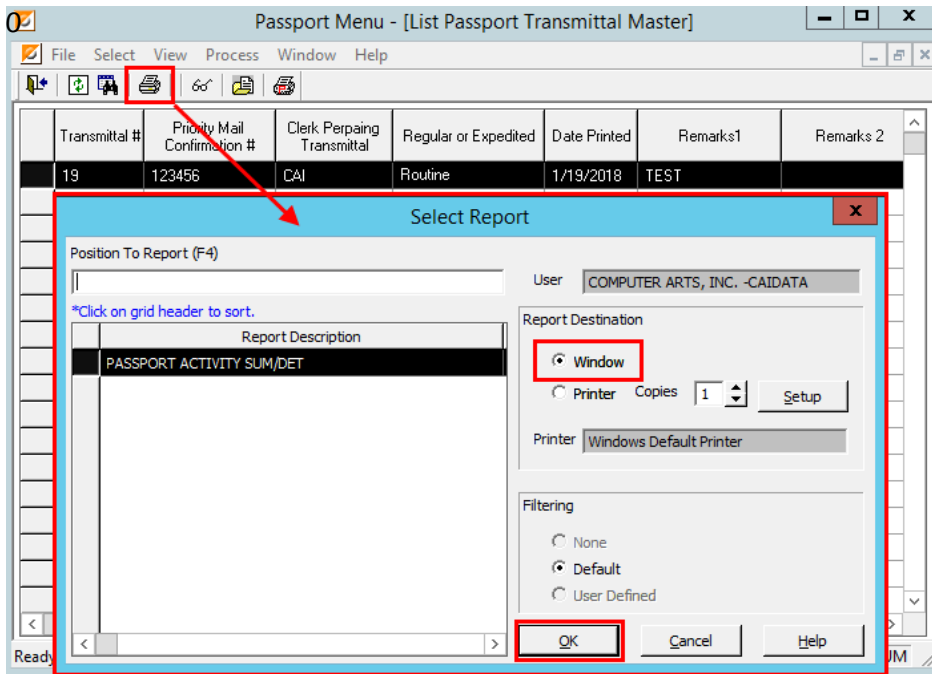 0
Passport Menu - [List Passport Transmittal Master]
File Select View Process Window Help
Transmittal # Priority Mail Confirmation # Clerk Perpaing Transmittal Regular or Expedited Date Printed Remarks1 Remarks 2
19 123456 CAI Routine 1/19/2018 TEST
Select Report
Position To Report (F4)
User COMPUTER ARTS, INC. -CAIDATA
*Click on grid header to sort.
Report Description
PASSPORT ACTIVITY SUM/DET
Report Destination
Window
Printer Copies 1 Setup
Printer Windows Default Printer
Filtering
None
Default
User Defined
OK Cancel Help
Ready